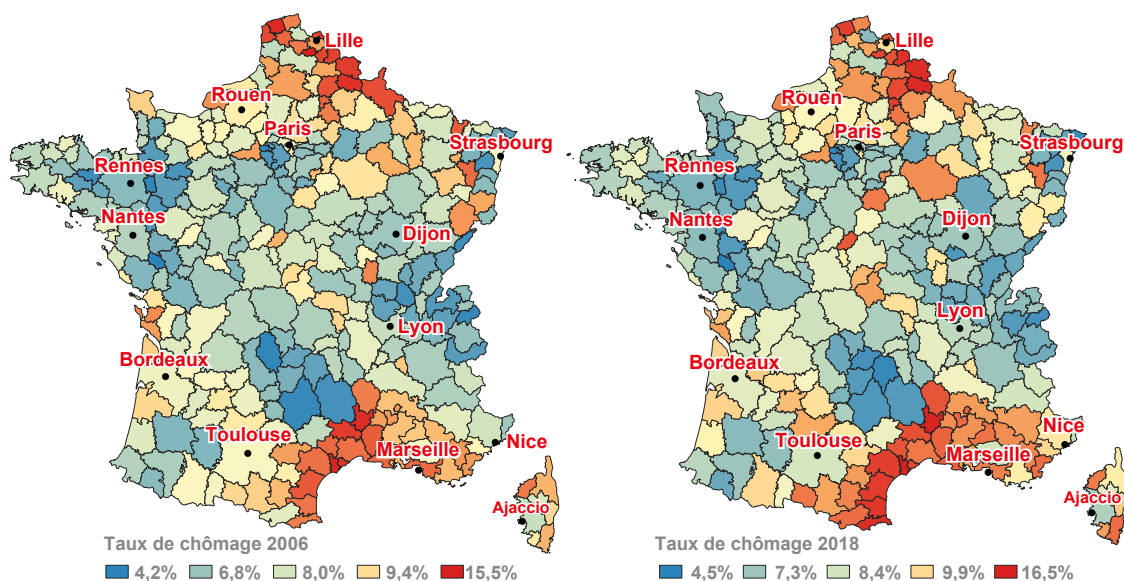 Lille
Rouen
Paris
Strasbourg
Rennes
Nantes
Dijon
Lyon
Bordeaux
Toulouse
Nice
Marseille
Ajaccio
Taux de chômage 2006
4,2% 6,8% 8,0% 9,4% 15,5%
Lille
Rouen
Paris
Strasbourg
Rennes
Nantes
Dijon
Lyon
Bordeaux
Nice
Toulouse
Marseille
Ajaccio
Taux de chômage 2018
4,5% 7,3% 8,4% 9,9% 16,5%